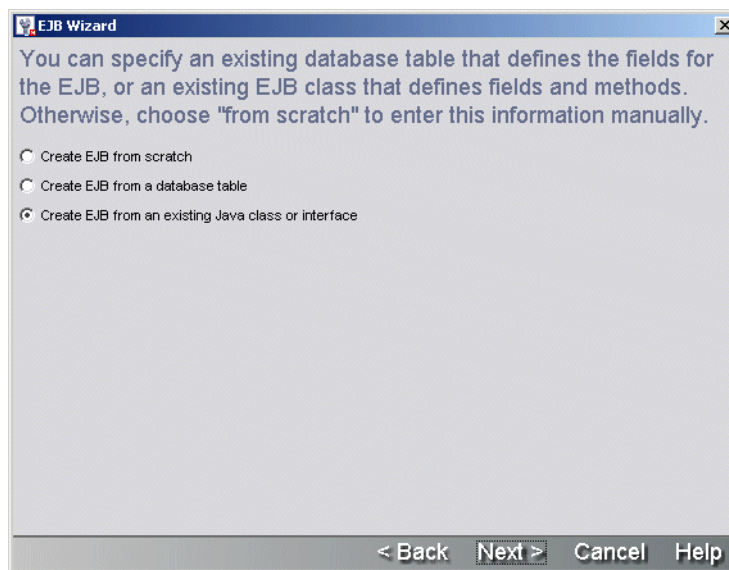 EJB Wizard
You can specify an existing database table that defines the fields for
the EJB, or an existing EJB class that defines fields and methods.
Otherwise, choose "from scratch" to enter this information manually.
Create EJB from scratch
Create EJB from a database table
Create EJB from an existing Java class or interface
< Back Next > Cancel Help